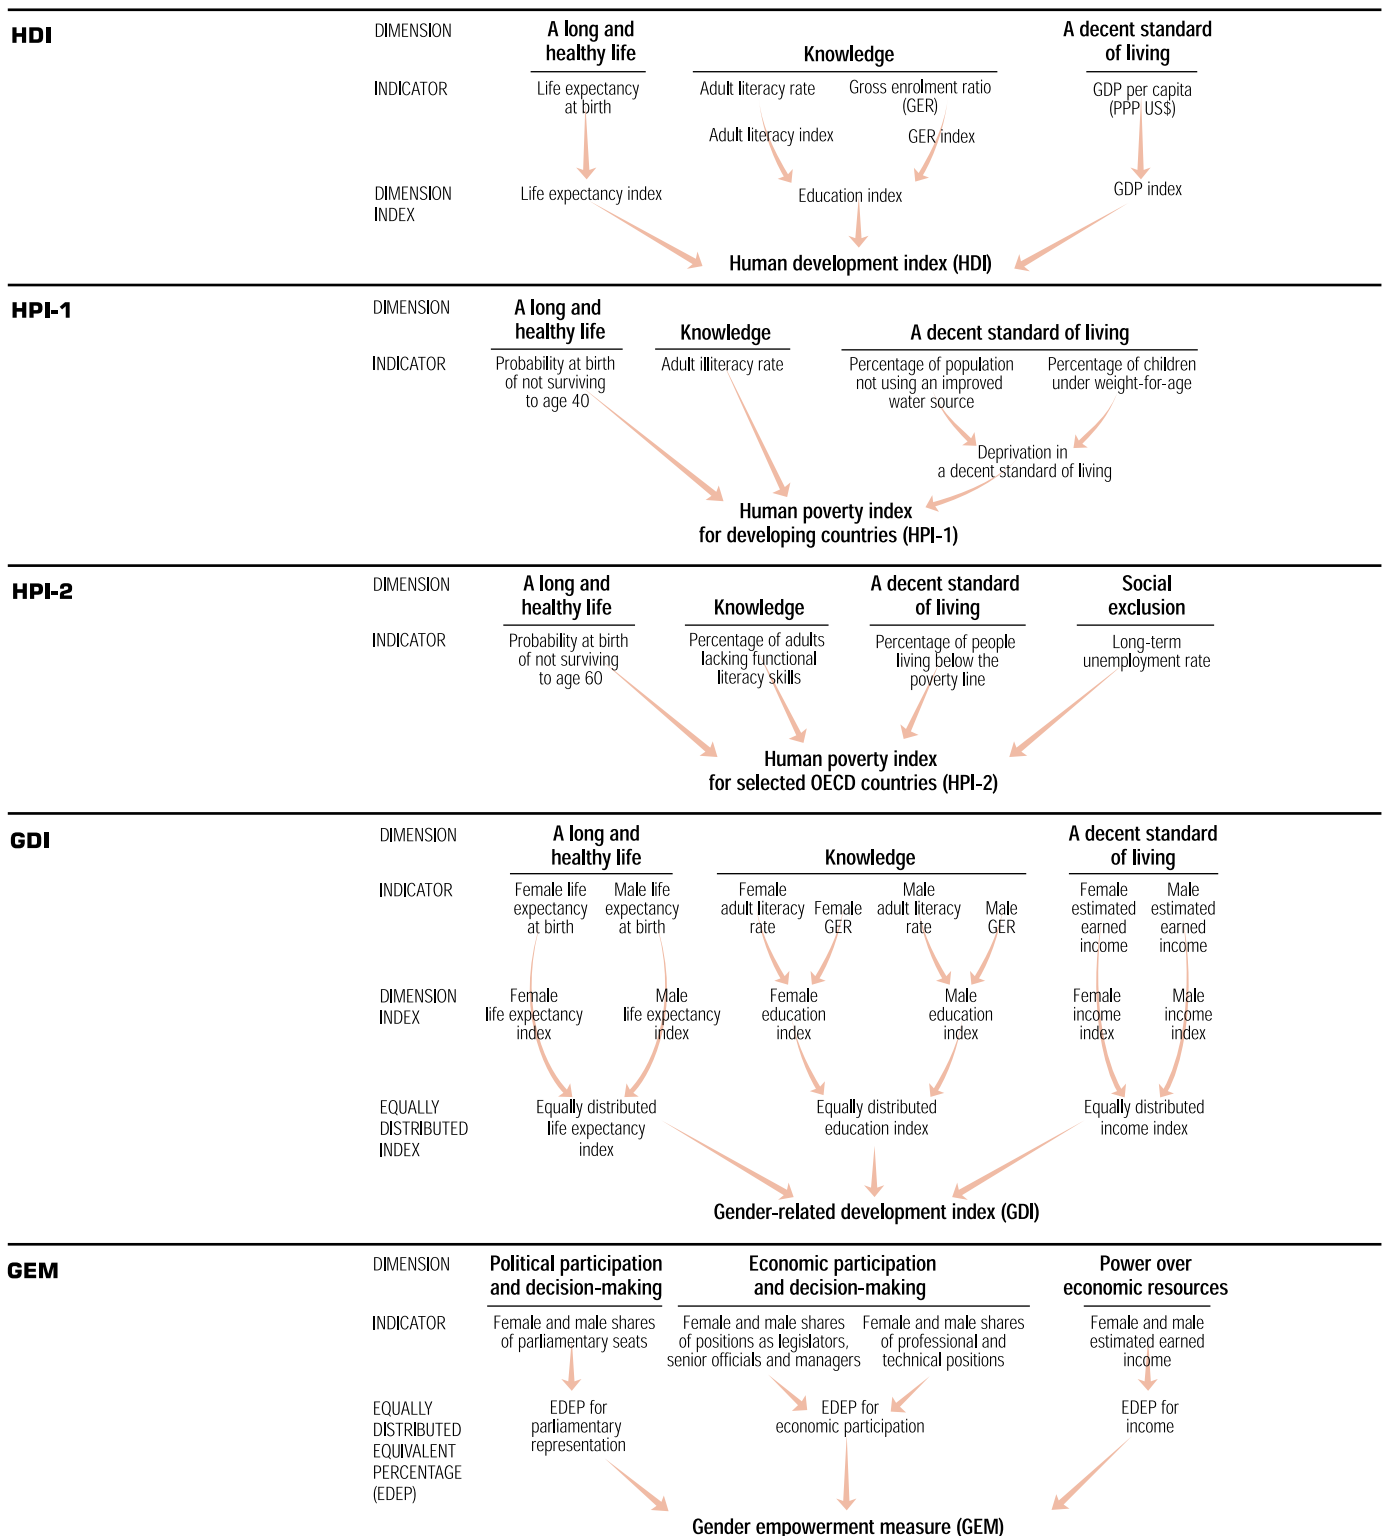 HDI
DIMENSION
A long and
healthy life
Knowledge
A decent standard
of living
INDICATOR
Life expectancy
at birth
Adult literacy rate
Gross enrolment ratio
(GER)
GDP per capita
(PPP US$)
Adult literacy index
GER index
DIMENSION
INDEX
Life expectancy index
Education index
GDP index
Human development index (HDI)
HPI-1
DIMENSION
A long and
healthy life
Knowledge
A decent standard of living
INDICATOR
Probability at birth
of not surviving
to age 40
Adult illiteracy rate
Percentage of population
not using an improved
water source
Percentage of children
under weight-for-age
Deprivation in
a decent standard of living
Human poverty index
for developing countries (HPI-1)
HPI-2
DIMENSION
A long and
healthy life
Knowledge
A decent standard
of living
Social
exclusion
INDICATOR
Probability at birth
of not surviving
to age 60
Percentage of adults
lacking functional
literacy skills
Percentage of people
living below the
poverty line
Long-term
unemployment rate
Human poverty index
for selected OECD countries (HPI-2)
GDI
DIMENSION
A long and
healthy life
Knowledge
A decent standard
of living
INDICATOR
Female life
expectancy
at birth
Male life
expectancy
at birth
Female
adult literacy
rate
Female
GER
Male
adult literacy
rate
Male
GER
Female
estimated
earned
income
Male
estimated
earned
income
DIMENSION
INDEX
Female
life expectancy
index
Male
life expectancy
index
Female
education
index
Male
education
index
Female
income
index
Male
income
index
EQUALLY
DISTRIBUTED
INDEX
Equally distributed
life expectancy
index
Equally distributed
education index
Equally distributed
income index
Gender-related development index (GDI)
GEM
DIMENSION
Political participation
and decision-making
Economic participation
and decision-making
Power over
economic resources
INDICATOR
Female and male shares
of parliamentary seats
Female and male shares
of positions as legislators,
senior officials and managers
Female and male shares
of professional and
technical positions
Female and male
estimated earned
income
EQUALLY
DISTRIBUTED
EQUIVALENT
PERCENTAGE
(EDEP)
EDEP for
parliamentary
representation
EDEP for
economic participation
EDEP for
income
Gender empowerment measure (GEM)